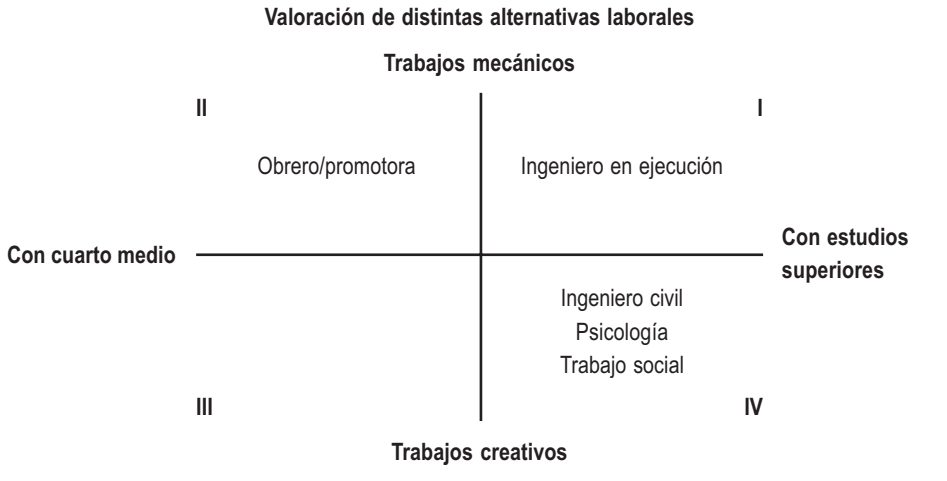 Valoración de distintas alternativas laborales
Trabajos mecánicos
II
I
Obrero/promotora
Ingeniero en ejecución
Con cuarto medio
Con estudios
superiores
Ingeniero civil
Psicología
Trabajo social
III
IV
Trabajos creativos